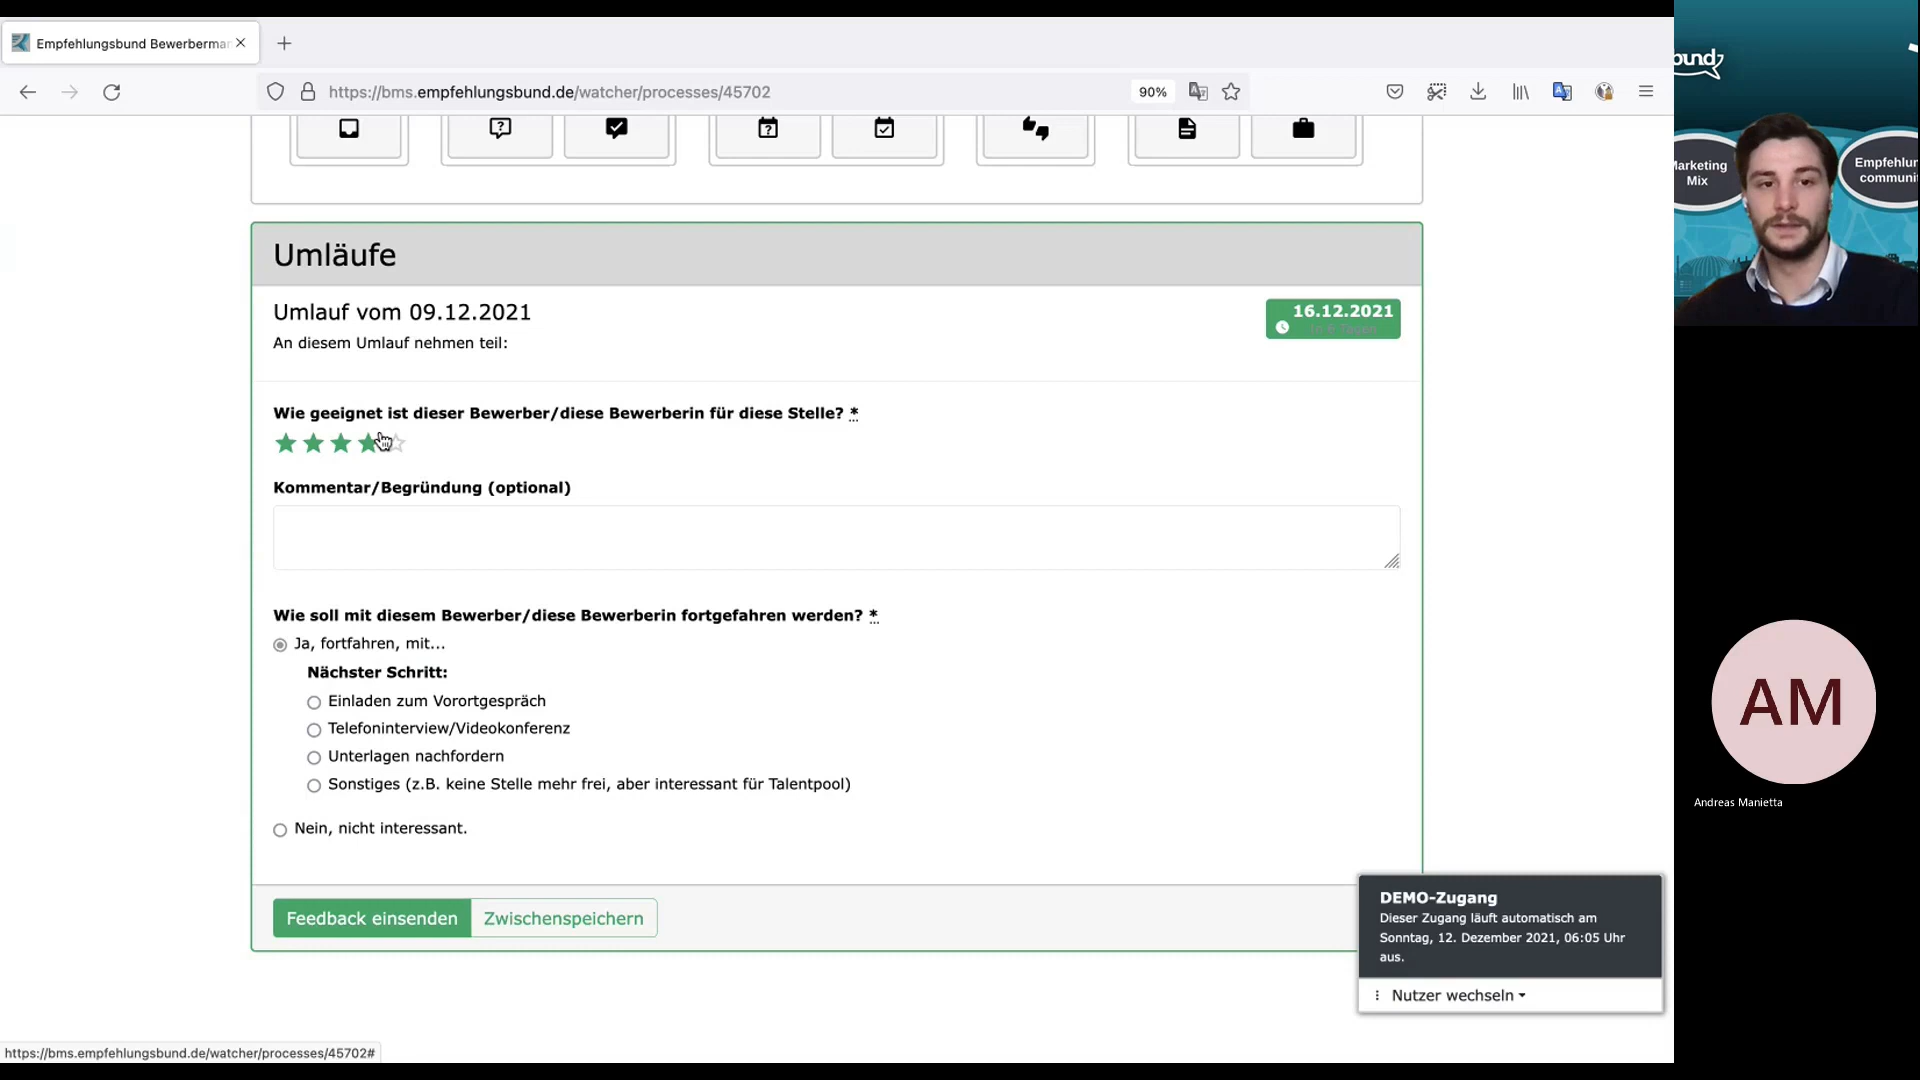 Empfehlungsbund Bewerberma
https://bms.empfehlungsbund.de/watcher/processes/45702
90%
bund
Marketing
Mix
Empfehlun
communi
Umläufe
Umlauf vom 09.12.2021
16.12.2021
in 6 Tagen
An diesem Umlauf nehmen teil:
Wie geeignet ist dieser Bewerber/diese Bewerberin für diese Stelle? *
Kommentar/Begründung (optional)
Wie soll mit diesem Bewerber/diese Bewerberin fortgefahren werden? *
Ja, fortfahren, mit...
Nächster Schritt:
Einladen zum Vorortgespräch
Telefoninterview/Videokonferenz
Unterlagen nachfordern
Sonstiges (z.B. keine Stelle mehr frei, aber interessant für Talentpool)
Nein, nicht interessant.
Feedback einsenden
Zwischenspeichern
DEMO-Zugang
Dieser Zugang läuft automatisch am
Sonntag, 12. Dezember 2021, 06:05 Uhr
aus.
Nutzer wechseln
AM
Andreas Manietta
https://bms.empfehlungsbund.de/watcher/processes/45702#